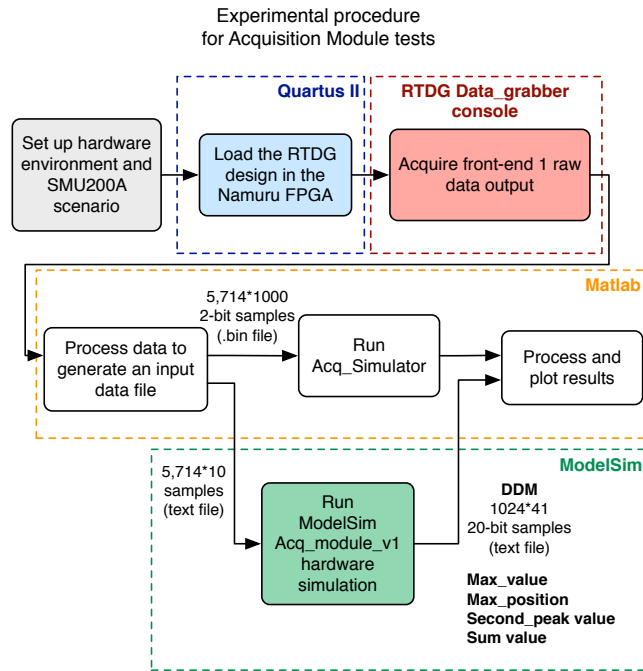 Experimental procedure
for Acquisition Module tests
Quartus II
RTDG Data_grabber
console
Set up hardware
environment and
SMU200A
scenario
Load the RTDG
design in the
Namuru FPGA
Acquire front-end 1 raw
data output
Matlab
5,714*1000
2-bit samples
(.bin file)
Process data to
generate an input
data file
Run
Acq_Simulator
Process and
plot results
ModelSim
5,714*10
samples
(text file)
Run
ModelSim
Acq_module_v1
hardware
simulation
DDM
1024*41
20-bit samples
(text file)
Max_value
Max_position
Second_peak value
Sum value